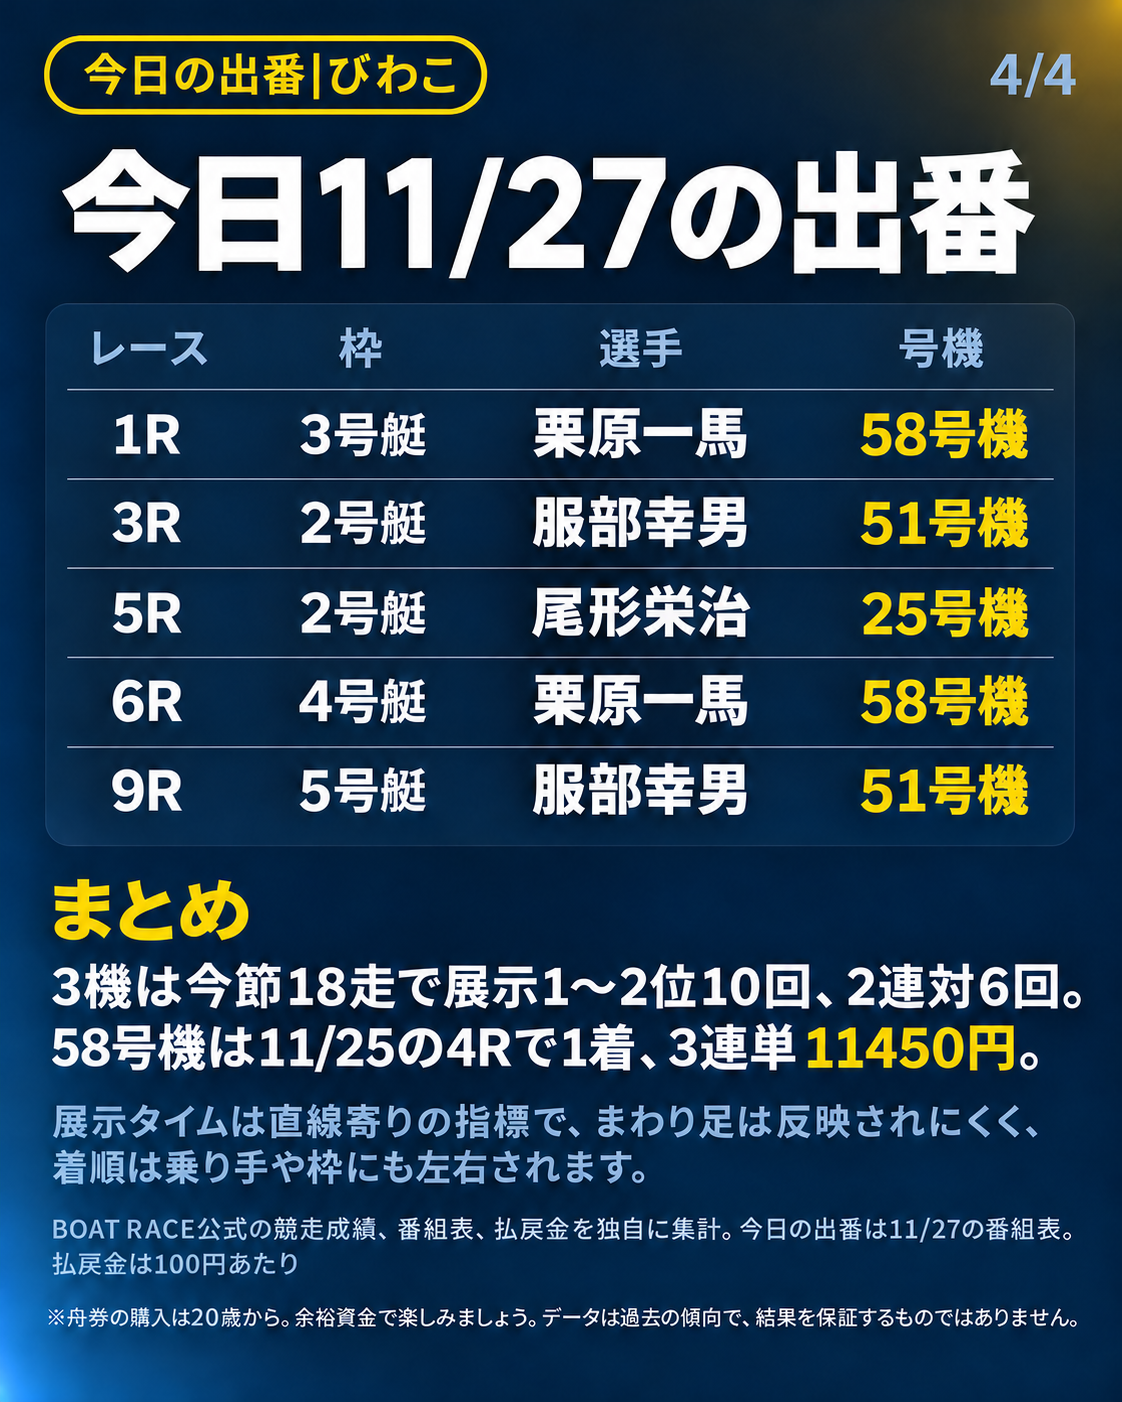 今日の出番|びわこ
4/4
今日11/27の出番
レース 枠 選手 号機
1R 3号艇 栗原一馬 58号機
3R 2号艇 服部幸男 51号機
5R 2号艇 尾形栄治 25号機
6R 4号艇 栗原一馬 58号機
9R 5号艇 服部幸男 51号機
まとめ
3機は今節18走で展示1〜2位10回、2連対6回。
58号機は11/25の4Rで1着、3連単11450円。
展示タイムは直線寄りの指標で、まわり足は反映されにくく、
着順は乗り手や枠にも左右されます。
BOAT RACE公式の競走成績、番組表、払戻金を独自に集計。今日の出番は11/27の番組表。
払戻金は100円あたり
※舟券の購入は20歳から。余裕資金で楽しみましょう。データは過去の傾向で、結果を保証するものではありません。